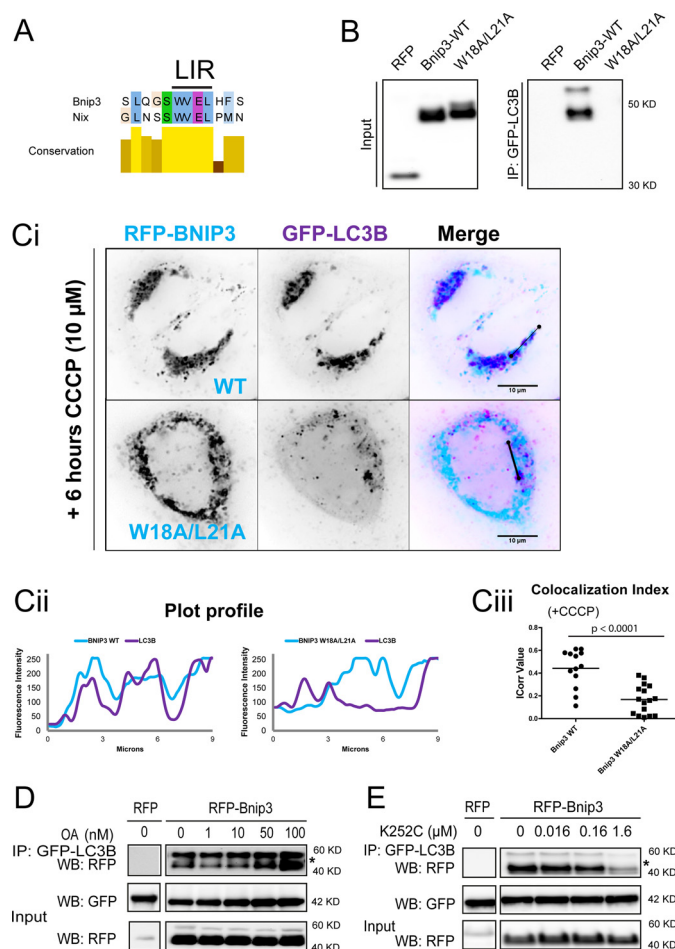 A
B
LIR
Bnip3 S L Q G S W V E L H F S
Nix G L N S S W V E L P M N
Conservation
RFP
Bnip3-WT
W18A/L21A
Input
RFP
Bnip3-WT
W18A/L21A
IP: GFP-LC3B
50 KD
30 KD
Ci
RFP-BNIP3 GFP-LC3B Merge
+ 6 hours CCCP (10 µM)
WT
10 µm
W18A/L21A
10 µm
Cii
Plot profile
BNIP3 WT LC3B
Fluorescence Intensity
250
200
150
100
50
0
0 3 6 9
Microns
BNIP3 W18A/L21A LC3B
Fluorescence Intensity
250
200
150
100
50
0
0 3 6 9
Microns
Ciii
Colocalization Index
(+CCCP)
p < 0.0001
ICorr Value
0.8
0.6
0.4
0.2
0.0
Bnip3 WT
Bnip3 W18A/L21A
D
RFP RFP-Bnip3
OA (nM) 0 0 1 10 50 100
IP: GFP-LC3B
WB: RFP
60 KD
*
40 KD
WB: GFP 42 KD
Input
WB: RFP
60 KD
40 KD
E
RFP RFP-Bnip3
K252C (µM) 0 0 0.016 0.16 1.6
IP: GFP-LC3B
WB: RFP
60 KD
*
40 KD
WB: GFP 42 KD
Input
WB: RFP
60 KD
40 KD